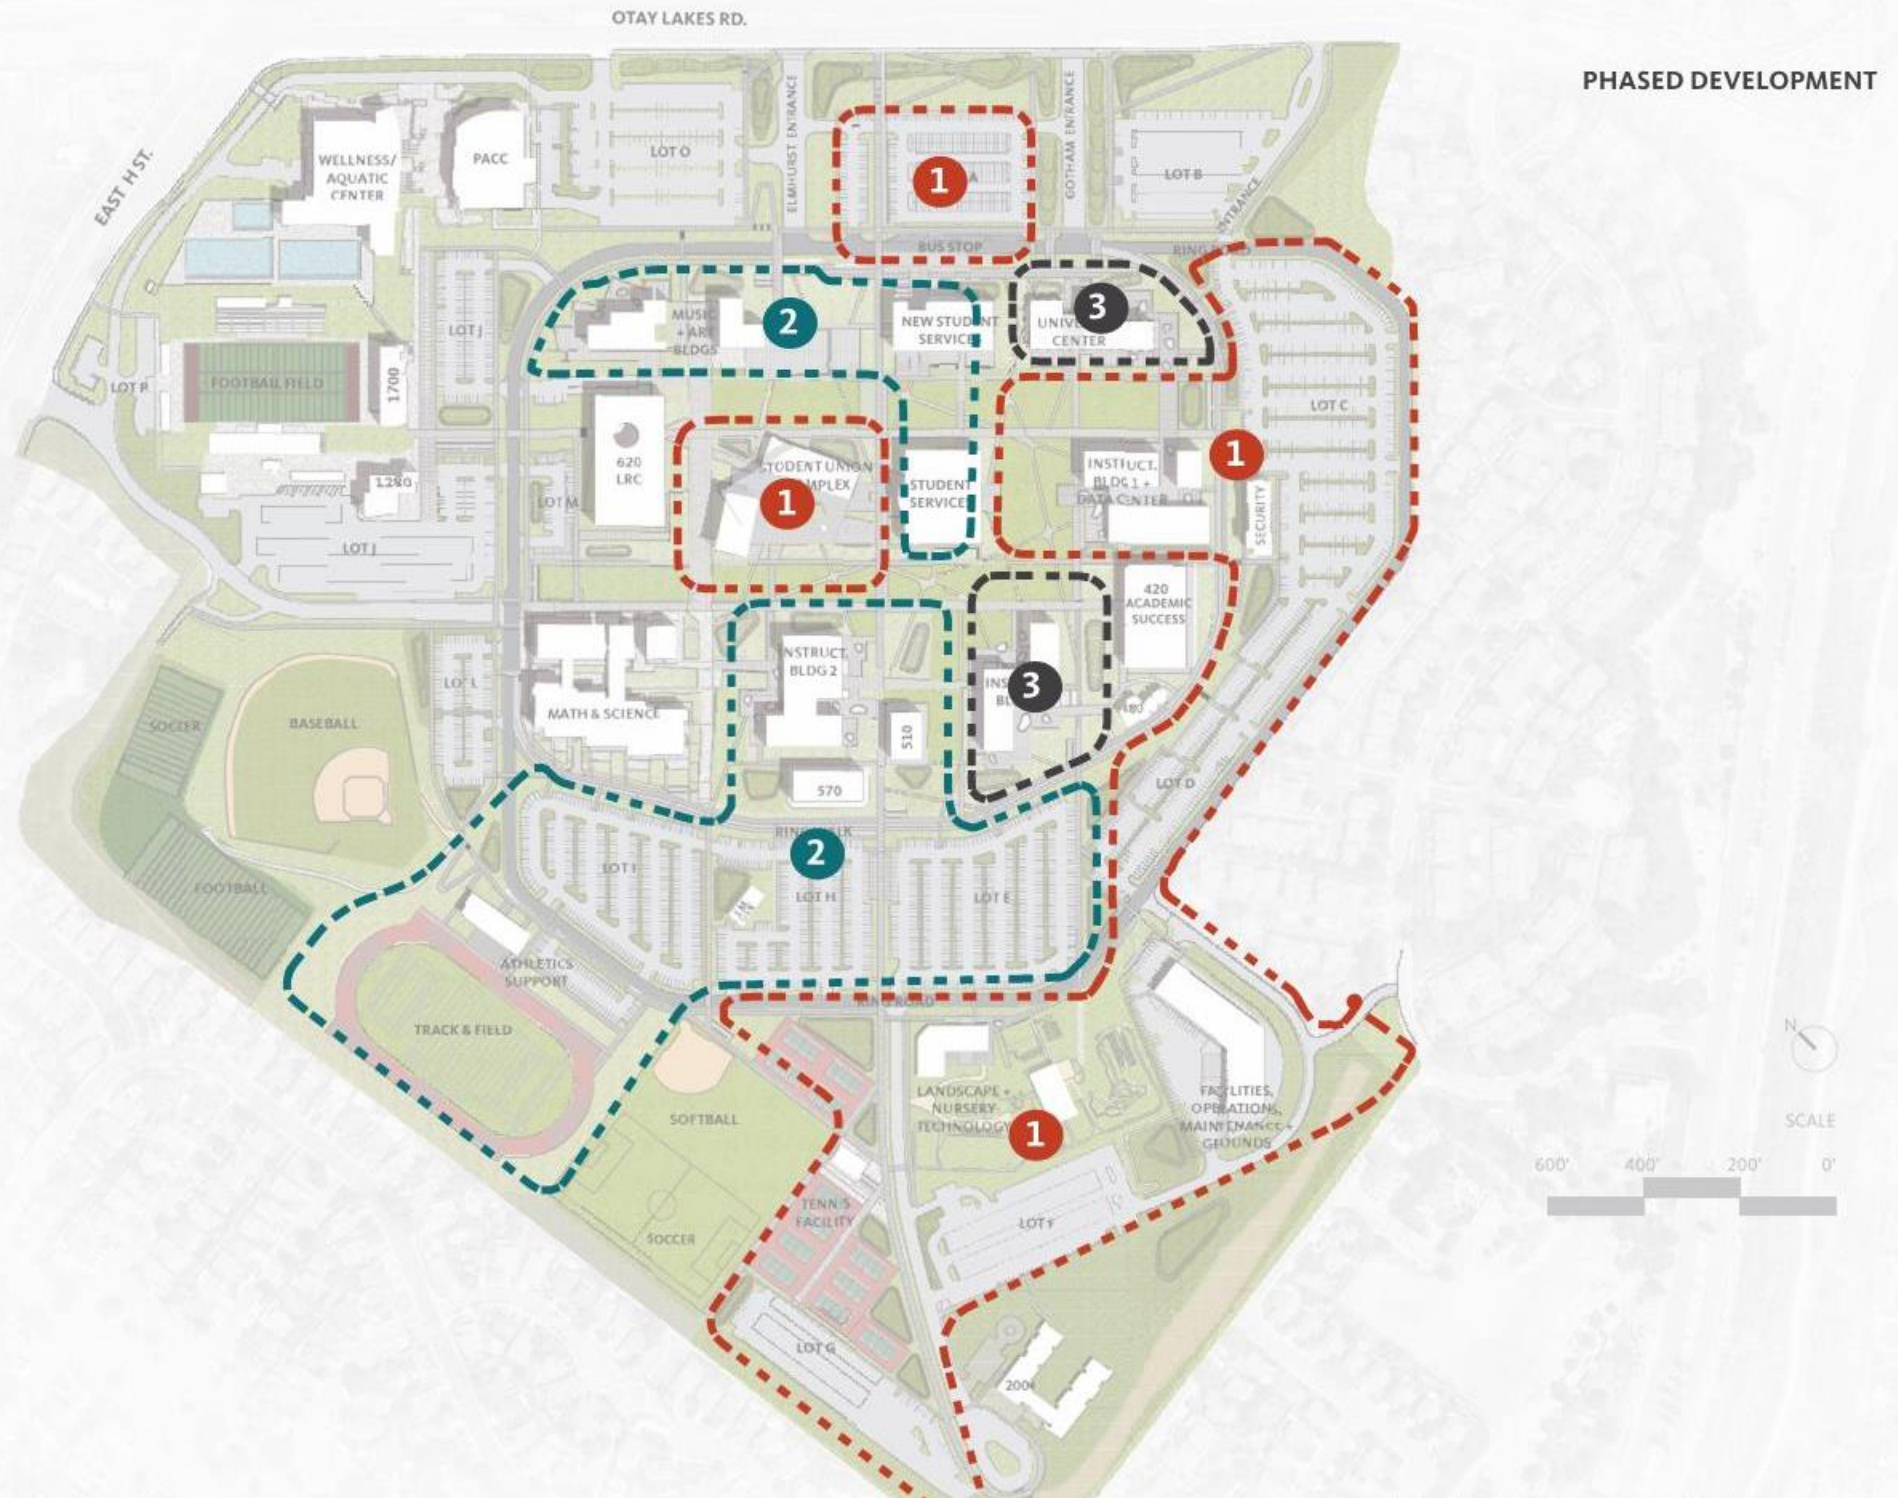 OTAY LAKES RD.
PHASED DEVELOPMENT
EAST H ST.
WELLNESS/
AQUATIC
CENTER
PACC
LOT O
ELMHURST ENTRANCE
1
A
GOTHAM ENTRANCE
LOT B
ENTRANCE
BUS STOP
RING ROAD
LOT J
MUSIC
+ ART
BLDGS
2
NEW STUDENT
SERVICES
3
CENTER
LOT P
FOOTBALL FIELD
1700
LOT C
620
LRC
STUDENT UNION
1
STUDENT
SERVICES
INSTRUCT.
BLDG 1 +
DATA CENTER
1
SECURITY
1280
LOT M
LOT J
420
ACADEMIC
SUCCESS
INSTRUCT.
BLDG 2
3
LOT L
MATH & SCIENCE
SOCCER
BASEBALL
510
570
LOT D
2
LOT I
LOT H
LOT E
FOOTBALL
ATHLETICS
SUPPORT
RING ROAD
TRACK & FIELD
SOFTBALL
LANDSCAPE +
NURSERY
TECHNOLOGY
1
FACILITIES,
OPERATIONS,
MAINTENANCE +
GROUNDS
TENNIS
FACILITY
SOCCER
LOT F
LOT G
N
SCALE
600' 400' 200' 0'